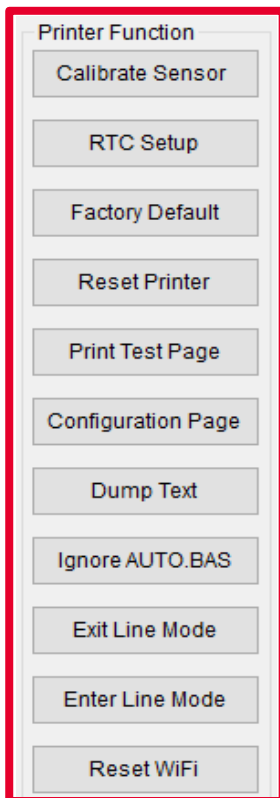 Printer Function
Calibrate Sensor
RTC Setup
Factory Default
Reset Printer
Print Test Page
Configuration Page
Dump Text
Ignore AUTO.BAS
Exit Line Mode
Enter Line Mode
Reset WiFi